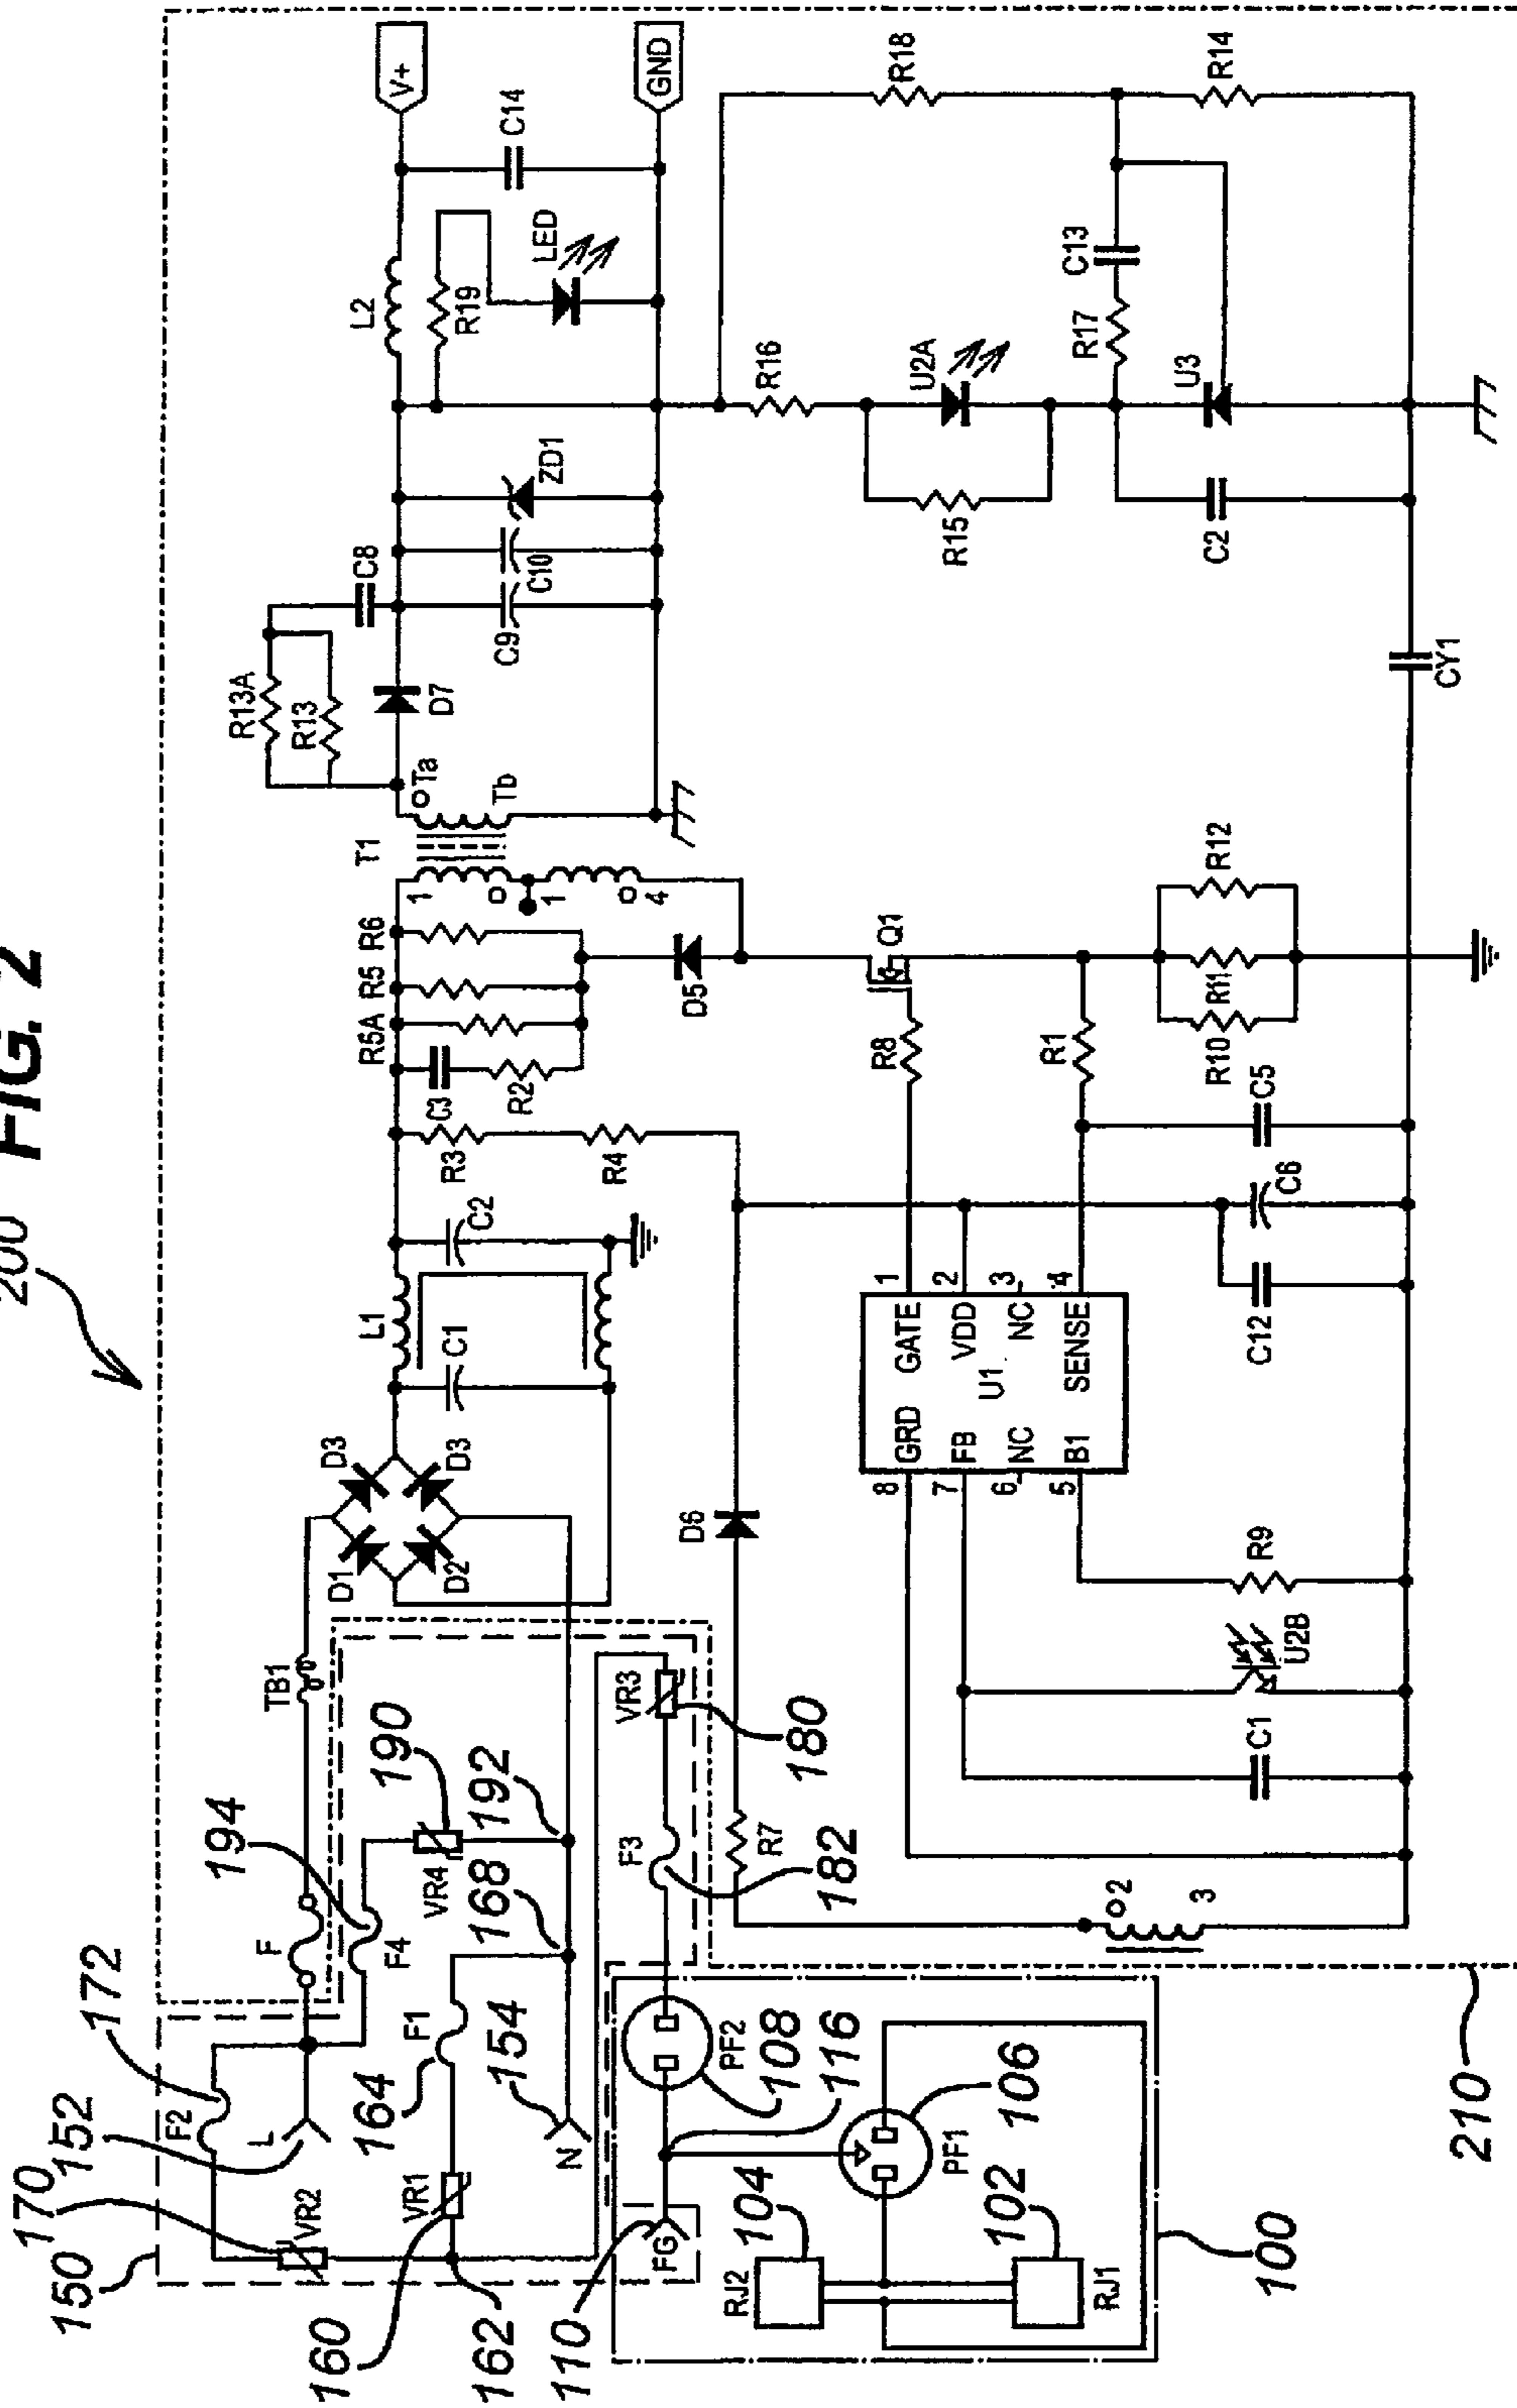 200
FIG. 2
150
170
152
172
F2
L
F
TB1
VR2
194
F4
190
VR4
160
VR1
164
F1
168
192
162
154
N
110
FG
116
108
PF2
182
F3
180
VR3
104
RJ2
102
RJ1
106
PF1
100
210
D1
D3
D2
D3
L1
C1
C2
R3
R4
C3
R2
R5A
R5
R6
T1
1
1
4
Ta
Tb
R13A
R13
D7
C8
C9
C10
ZD1
L2
R19
LED
C14
V+
GND
D5
Q1
R8
R1
R10
R11
R12
C5
C6
C12
D6
R7
2
3
8
7
6
5
GRD
FB
NC
B1
U1
GATE
VDD
NC
SENSE
1
2
3
4
R9
U2B
C1
CY1
R16
R15
U2A
R17
C13
U3
C2
R18
R14